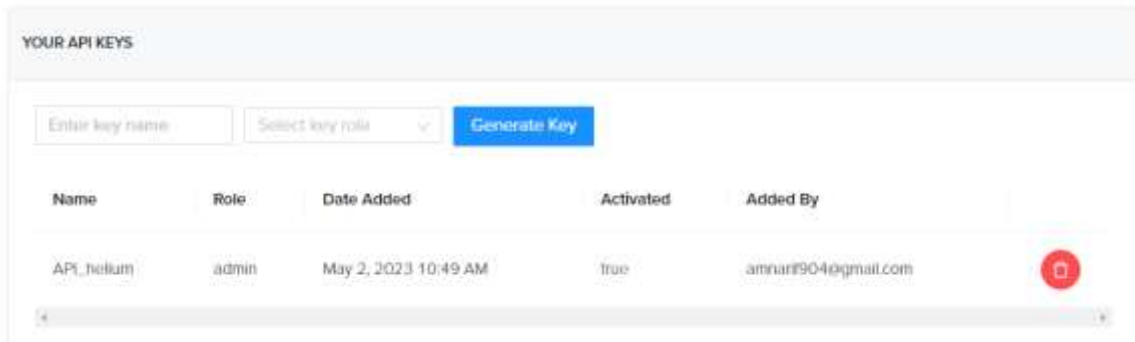 YOUR API KEYS
Enter key name Select key role Generate Key
Name Role Date Added Activated Added By
API_helium admin May 2, 2023 10:49 AM true amnarif904@gmail.com